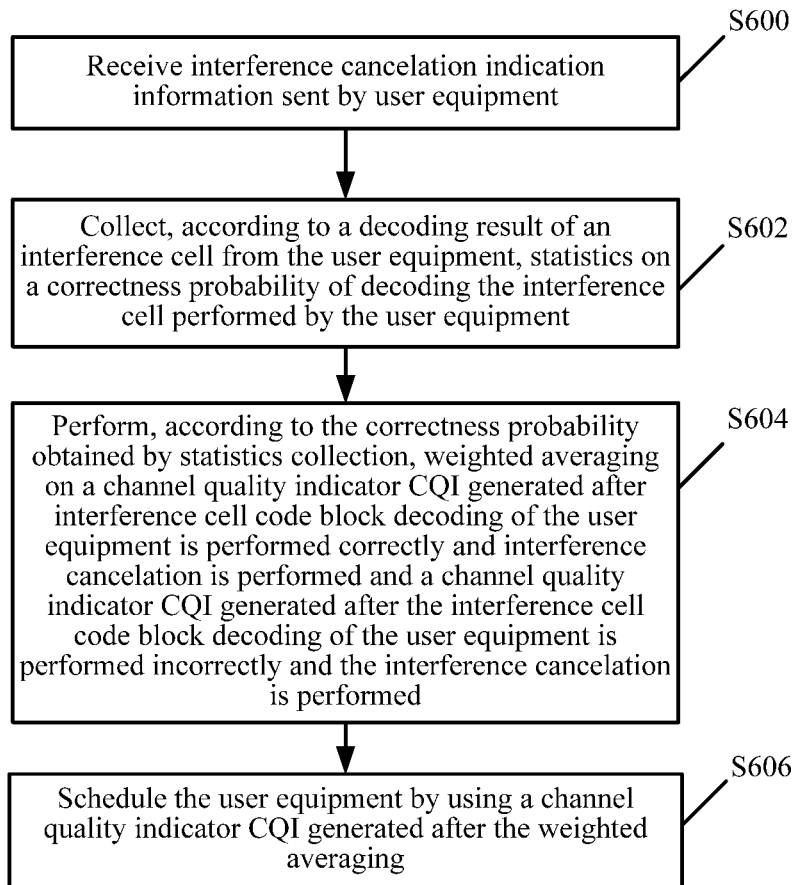 S600
Receive interference cancelation indication
information sent by user equipment
S602
Collect, according to a decoding result of an
interference cell from the user equipment, statistics on
a correctness probability of decoding the interference
cell performed by the user equipment
S604
Perform, according to the correctness probability
obtained by statistics collection, weighted averaging
on a channel quality indicator CQI generated after
interference cell code block decoding of the user
equipment is performed correctly and interference
cancelation is performed and a channel quality
indicator CQI generated after the interference cell
code block decoding of the user equipment is
performed incorrectly and the interference cancelation
is performed
S606
Schedule the user equipment by using a channel
quality indicator CQI generated after the weighted
averaging